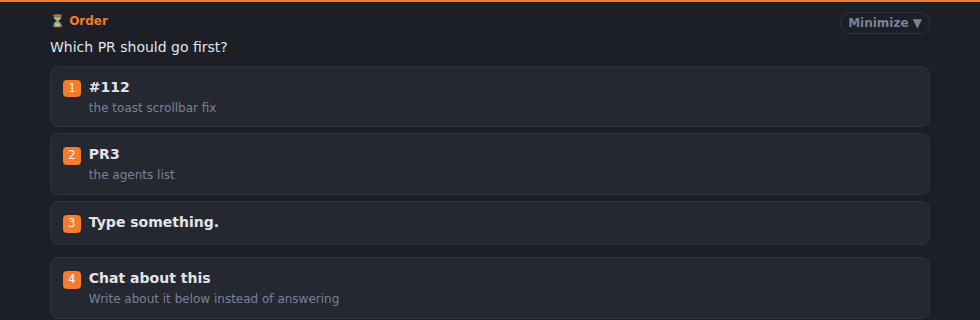 ⏳ Order
Minimize ▼
Which PR should go first?
1 #112
the toast scrollbar fix
2 PR3
the agents list
3 Type something.
4 Chat about this
Write about it below instead of answering